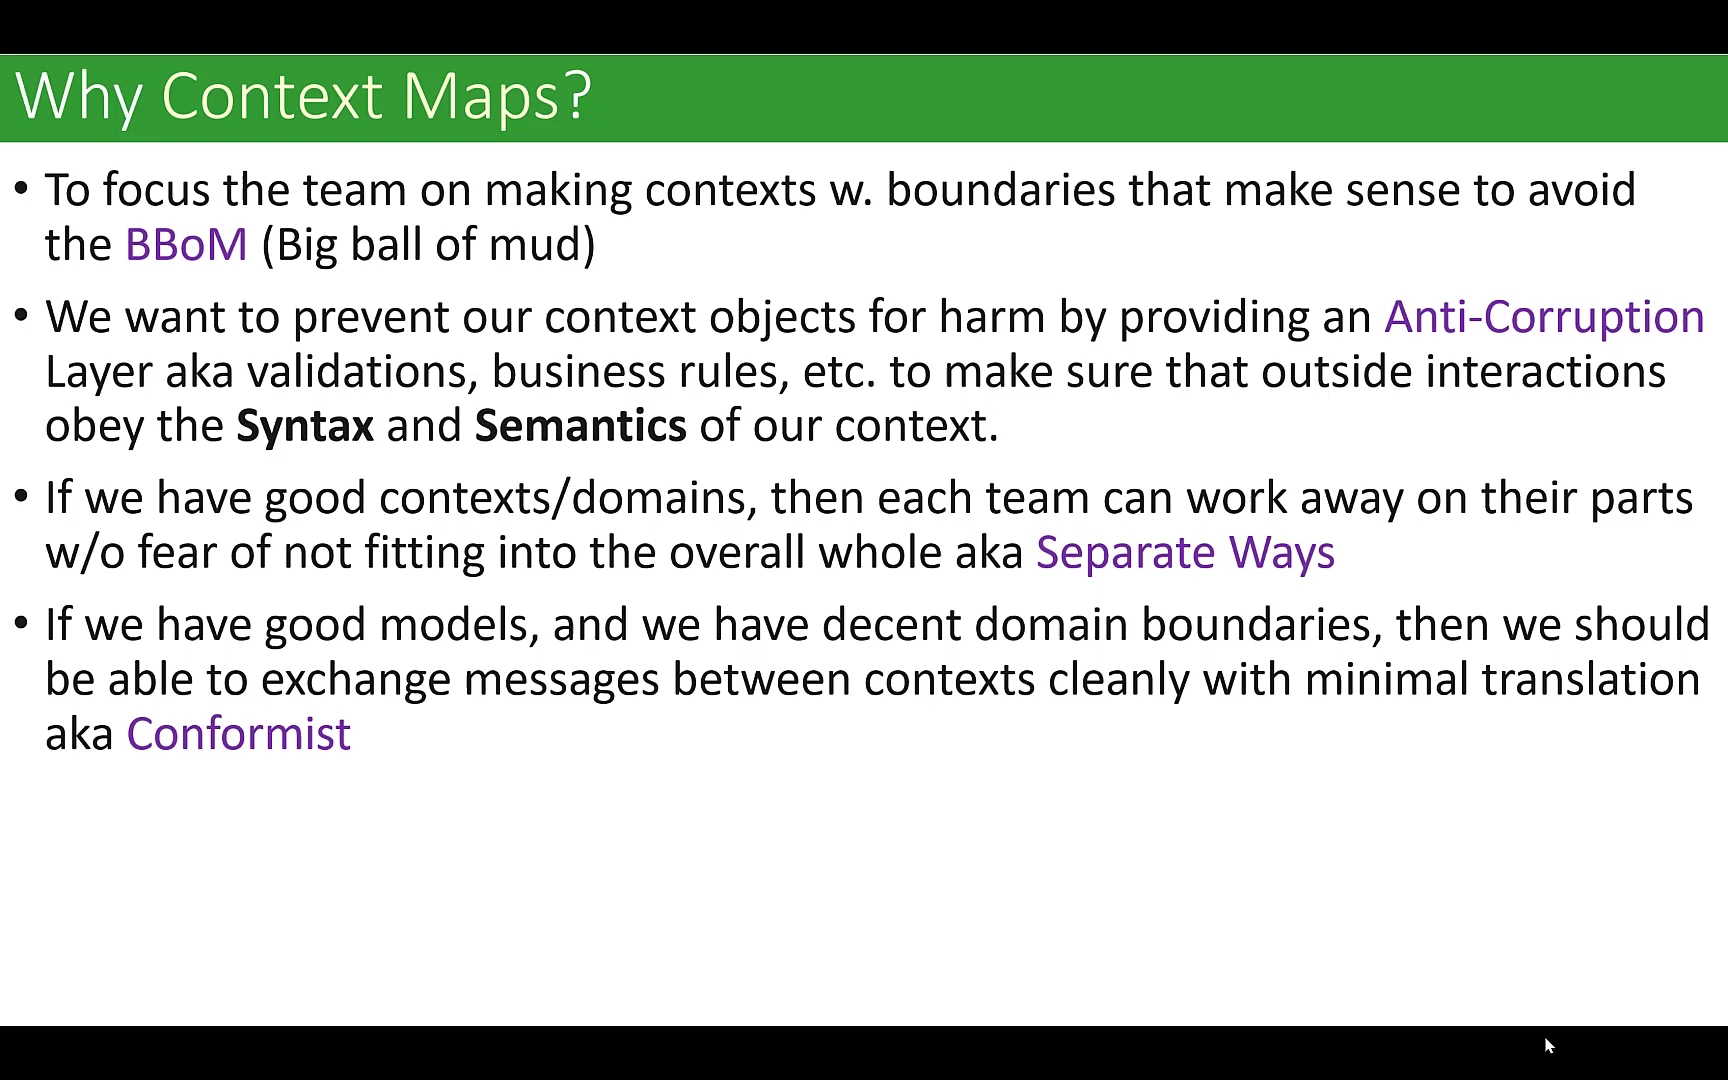 Why Context Maps?
• To focus the team on making contexts w. boundaries that make sense to avoid
the BBoM (Big ball of mud)
• We want to prevent our context objects for harm by providing an Anti-Corruption
Layer aka validations, business rules, etc. to make sure that outside interactions
obey the Syntax and Semantics of our context.
• If we have good contexts/domains, then each team can work away on their parts
w/o fear of not fitting into the overall whole aka Separate Ways
• If we have good models, and we have decent domain boundaries, then we should
be able to exchange messages between contexts cleanly with minimal translation
aka Conformist